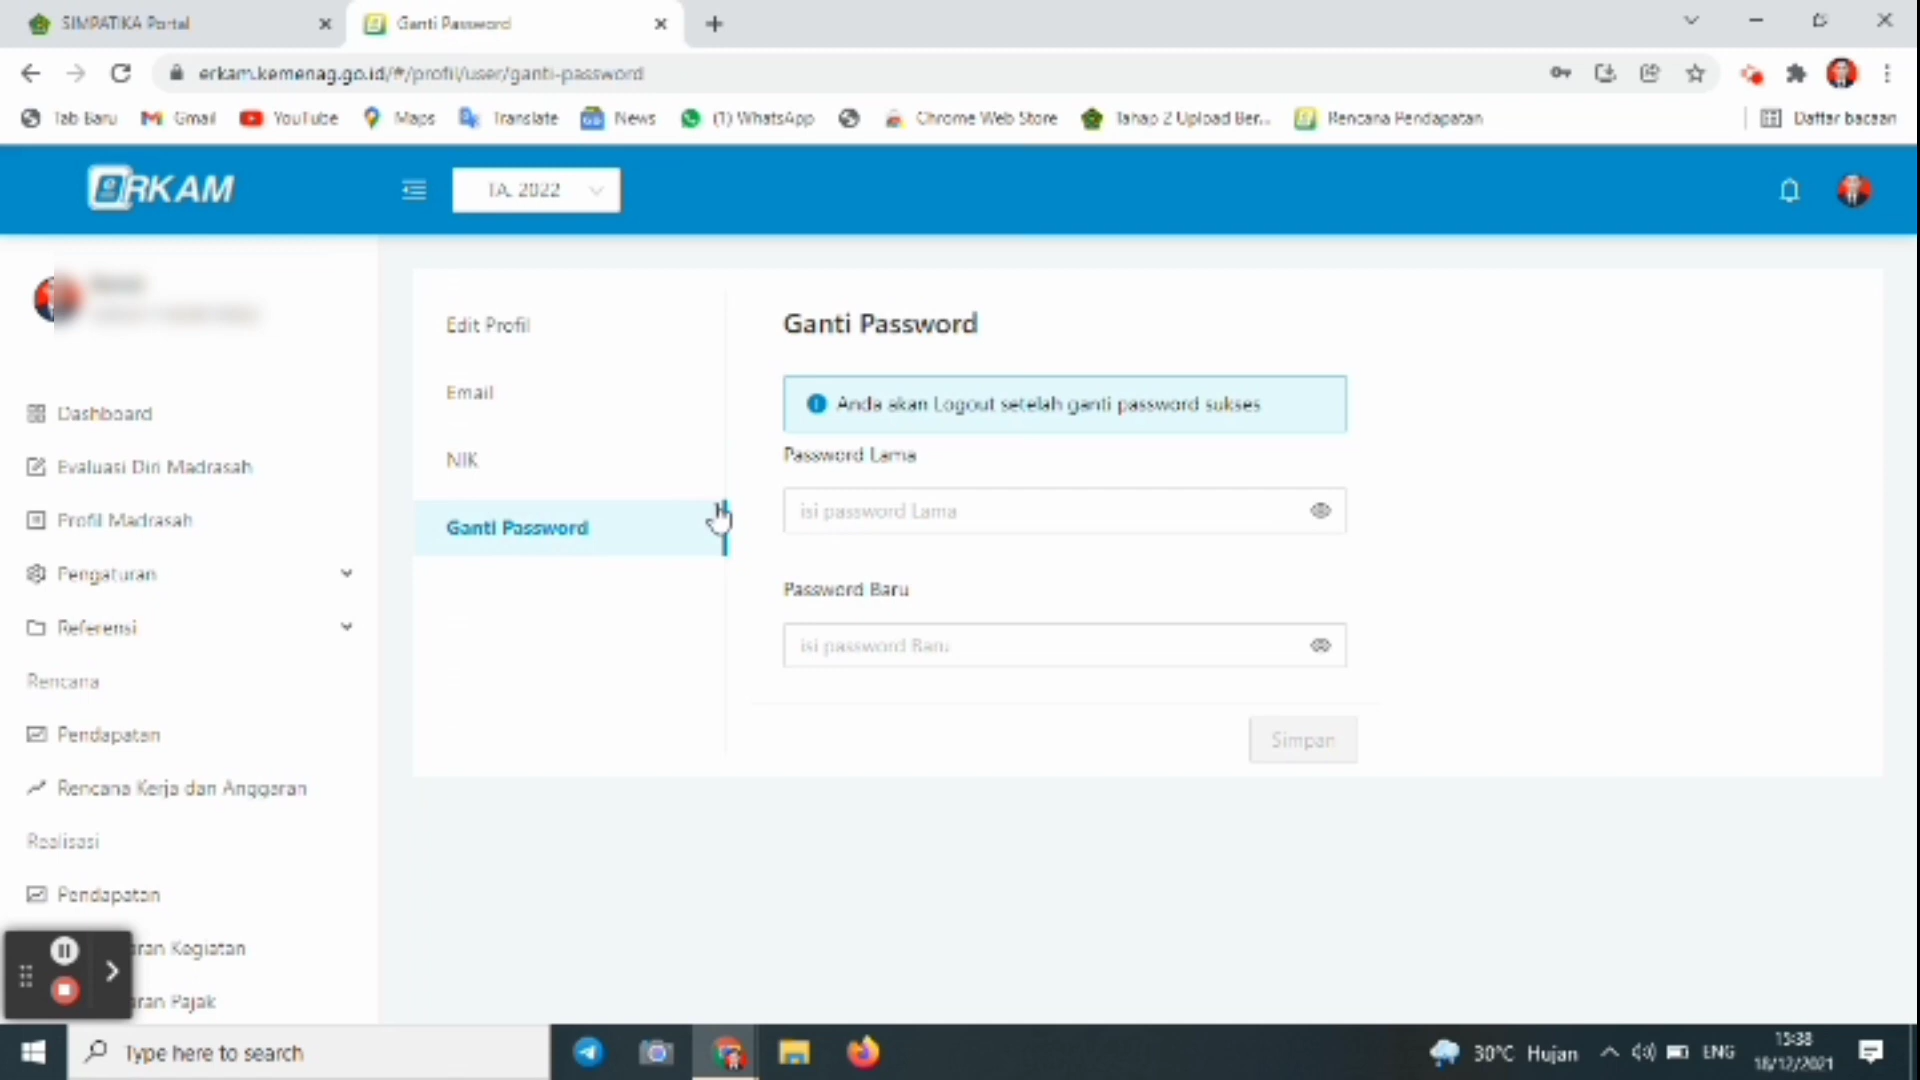 SIMPATIKA Portal
Ganti Password
erkam.kemenag.go.id/#/profil/user/ganti-password
Tab Baru
Gmail
YouTube
Maps
Translate
News
(1) WhatsApp
Chrome Web Store
Tahap 2 Upload Ber...
Rencana Pendapatan
Daftar bacaan
eRKAM
TA. 2022
Edit Profil
Email
NIK
Ganti Password
Ganti Password
Anda akan Logout setelah ganti password sukses
Password Lama
isi password Lama
Password Baru
isi password Baru
Simpan
Dashboard
Evaluasi Diri Madrasah
Profil Madrasah
Pengaturan
Referensi
Rencana
Pendapatan
Rencana Kerja dan Anggaran
Realisasi
Pendapatan
aran Kegiatan
aran Pajak
Type here to search
30°C Hujan
ENG
15:38
18/12/2021